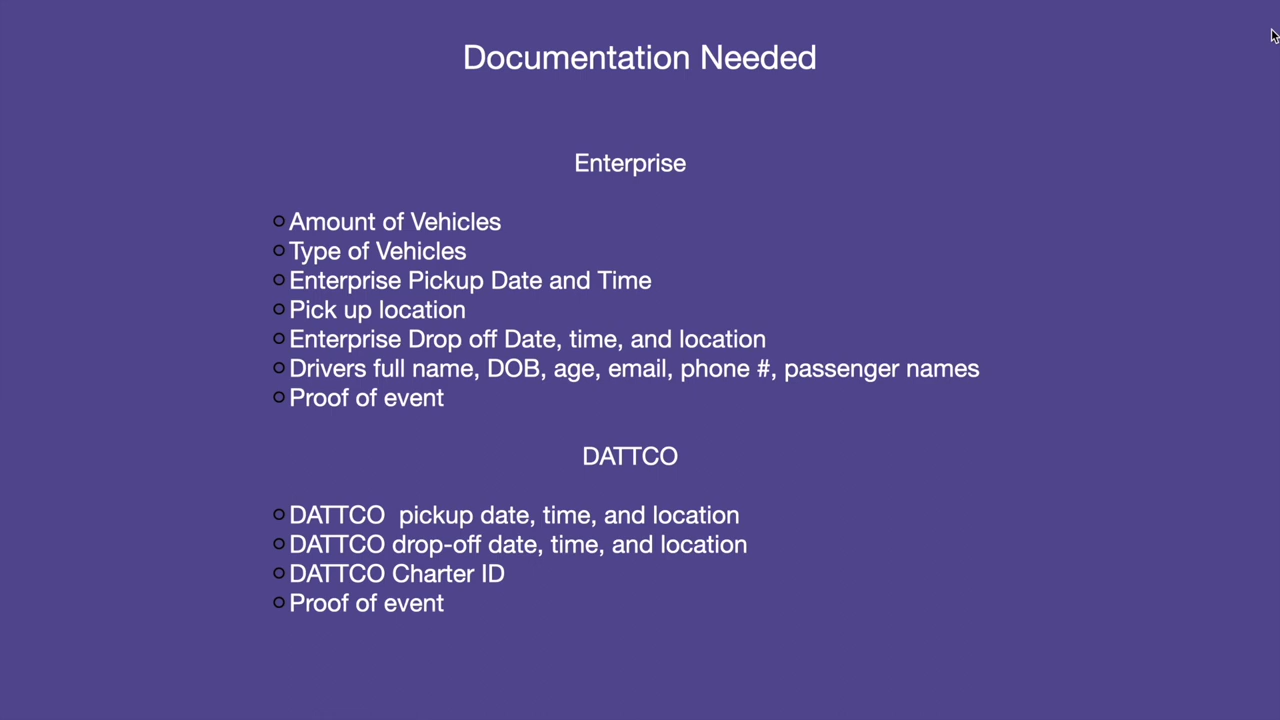 Documentation Needed
Enterprise
Amount of Vehicles
Type of Vehicles
Enterprise Pickup Date and Time
Pick up location
Enterprise Drop off Date, time, and location
Drivers full name, DOB, age, email, phone #, passenger names
Proof of event
DATTCO
DATTCO  pickup date, time, and location
DATTCO drop-off date, time, and location
DATTCO Charter ID
Proof of event